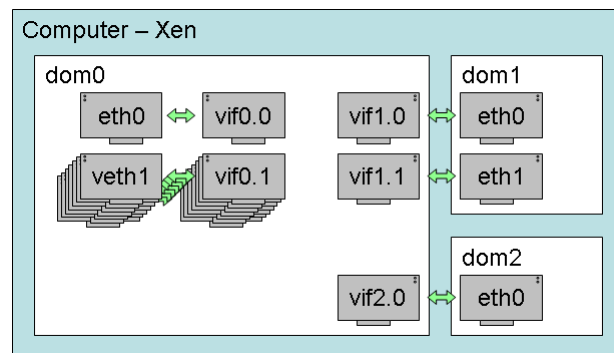 Computer – Xen
dom0
eth0
vif0.0
veth1
vif0.1
vif1.0
vif1.1
vif2.0
dom1
eth0
eth1
dom2
eth0